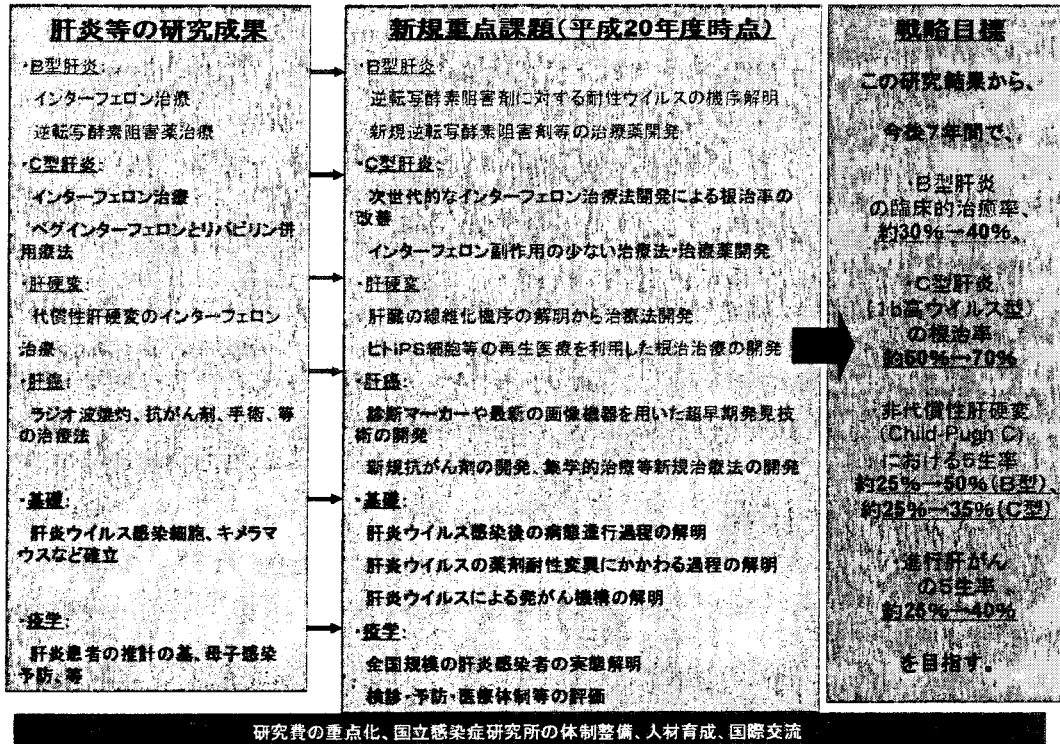 肝炎等の研究成果
・B型肝炎:
インターフェロン治療
逆転写酵素阻害薬治療
・C型肝炎:
インターフェロン治療
ペグインターフェロンとリバビリン併
用療法
・肝硬変:
代償性肝硬変のインターフェロン
治療
・肝癌:
ラジオ波焼灼、抗がん剤、手術、等
の治療法
・基礎:
肝炎ウイルス感染細胞、キメラマ
ウスなど確立
・疫学:
肝炎患者の推計の基、母子感染
予防、等
新規重点課題(平成20年度時点)
・B型肝炎:
逆転写酵素阻害剤に対する耐性ウイルスの機序解明
新規逆転写酵素阻害剤等の治療薬開発
・C型肝炎:
次世代的なインターフェロン治療法開発による根治率の
改善
インターフェロン副作用の少ない治療法・治療薬開発
・肝硬変:
肝臓の線維化機序の解明から治療法開発
ヒトiPS細胞等の再生医療を利用した根治治療の開発
・肝癌:
診断マーカーや最新の画像機器を用いた超早期発見技
術の開発
新規抗がん剤の開発、集学的治療等新規治療法の開発
・基礎:
肝炎ウイルス感染後の病態進行過程の解明
肝炎ウイルスの薬剤耐性変異にかかわる過程の解明
肝炎ウイルスによる発がん機構の解明
・疫学:
全国規模の肝炎感染者の実態解明
検診・予防・医療体制等の評価
戦略目標
この研究結果から、
今後7年間で、
・B型肝炎
の臨床的治癒率、
約30%→40%、
・C型肝炎
(1b高ウイルス型)
の根治率
約50%→70%
・非代償性肝硬変
(Child-Pugh C)
における5生率
約25%→50%(B型)、
約25%→35%(C型)
・進行肝がん
の5生率
約25%→40%
を目指す。
研究費の重点化、国立感染症研究所の体制整備、人材育成、国際交流